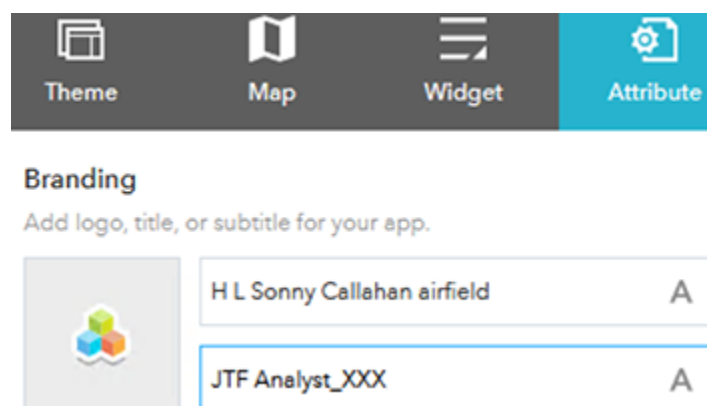 Theme Map Widget Attribute
Branding
Add logo, title, or subtitle for your app.
H L Sonny Callahan airfield A
JTF Analyst_XXX A